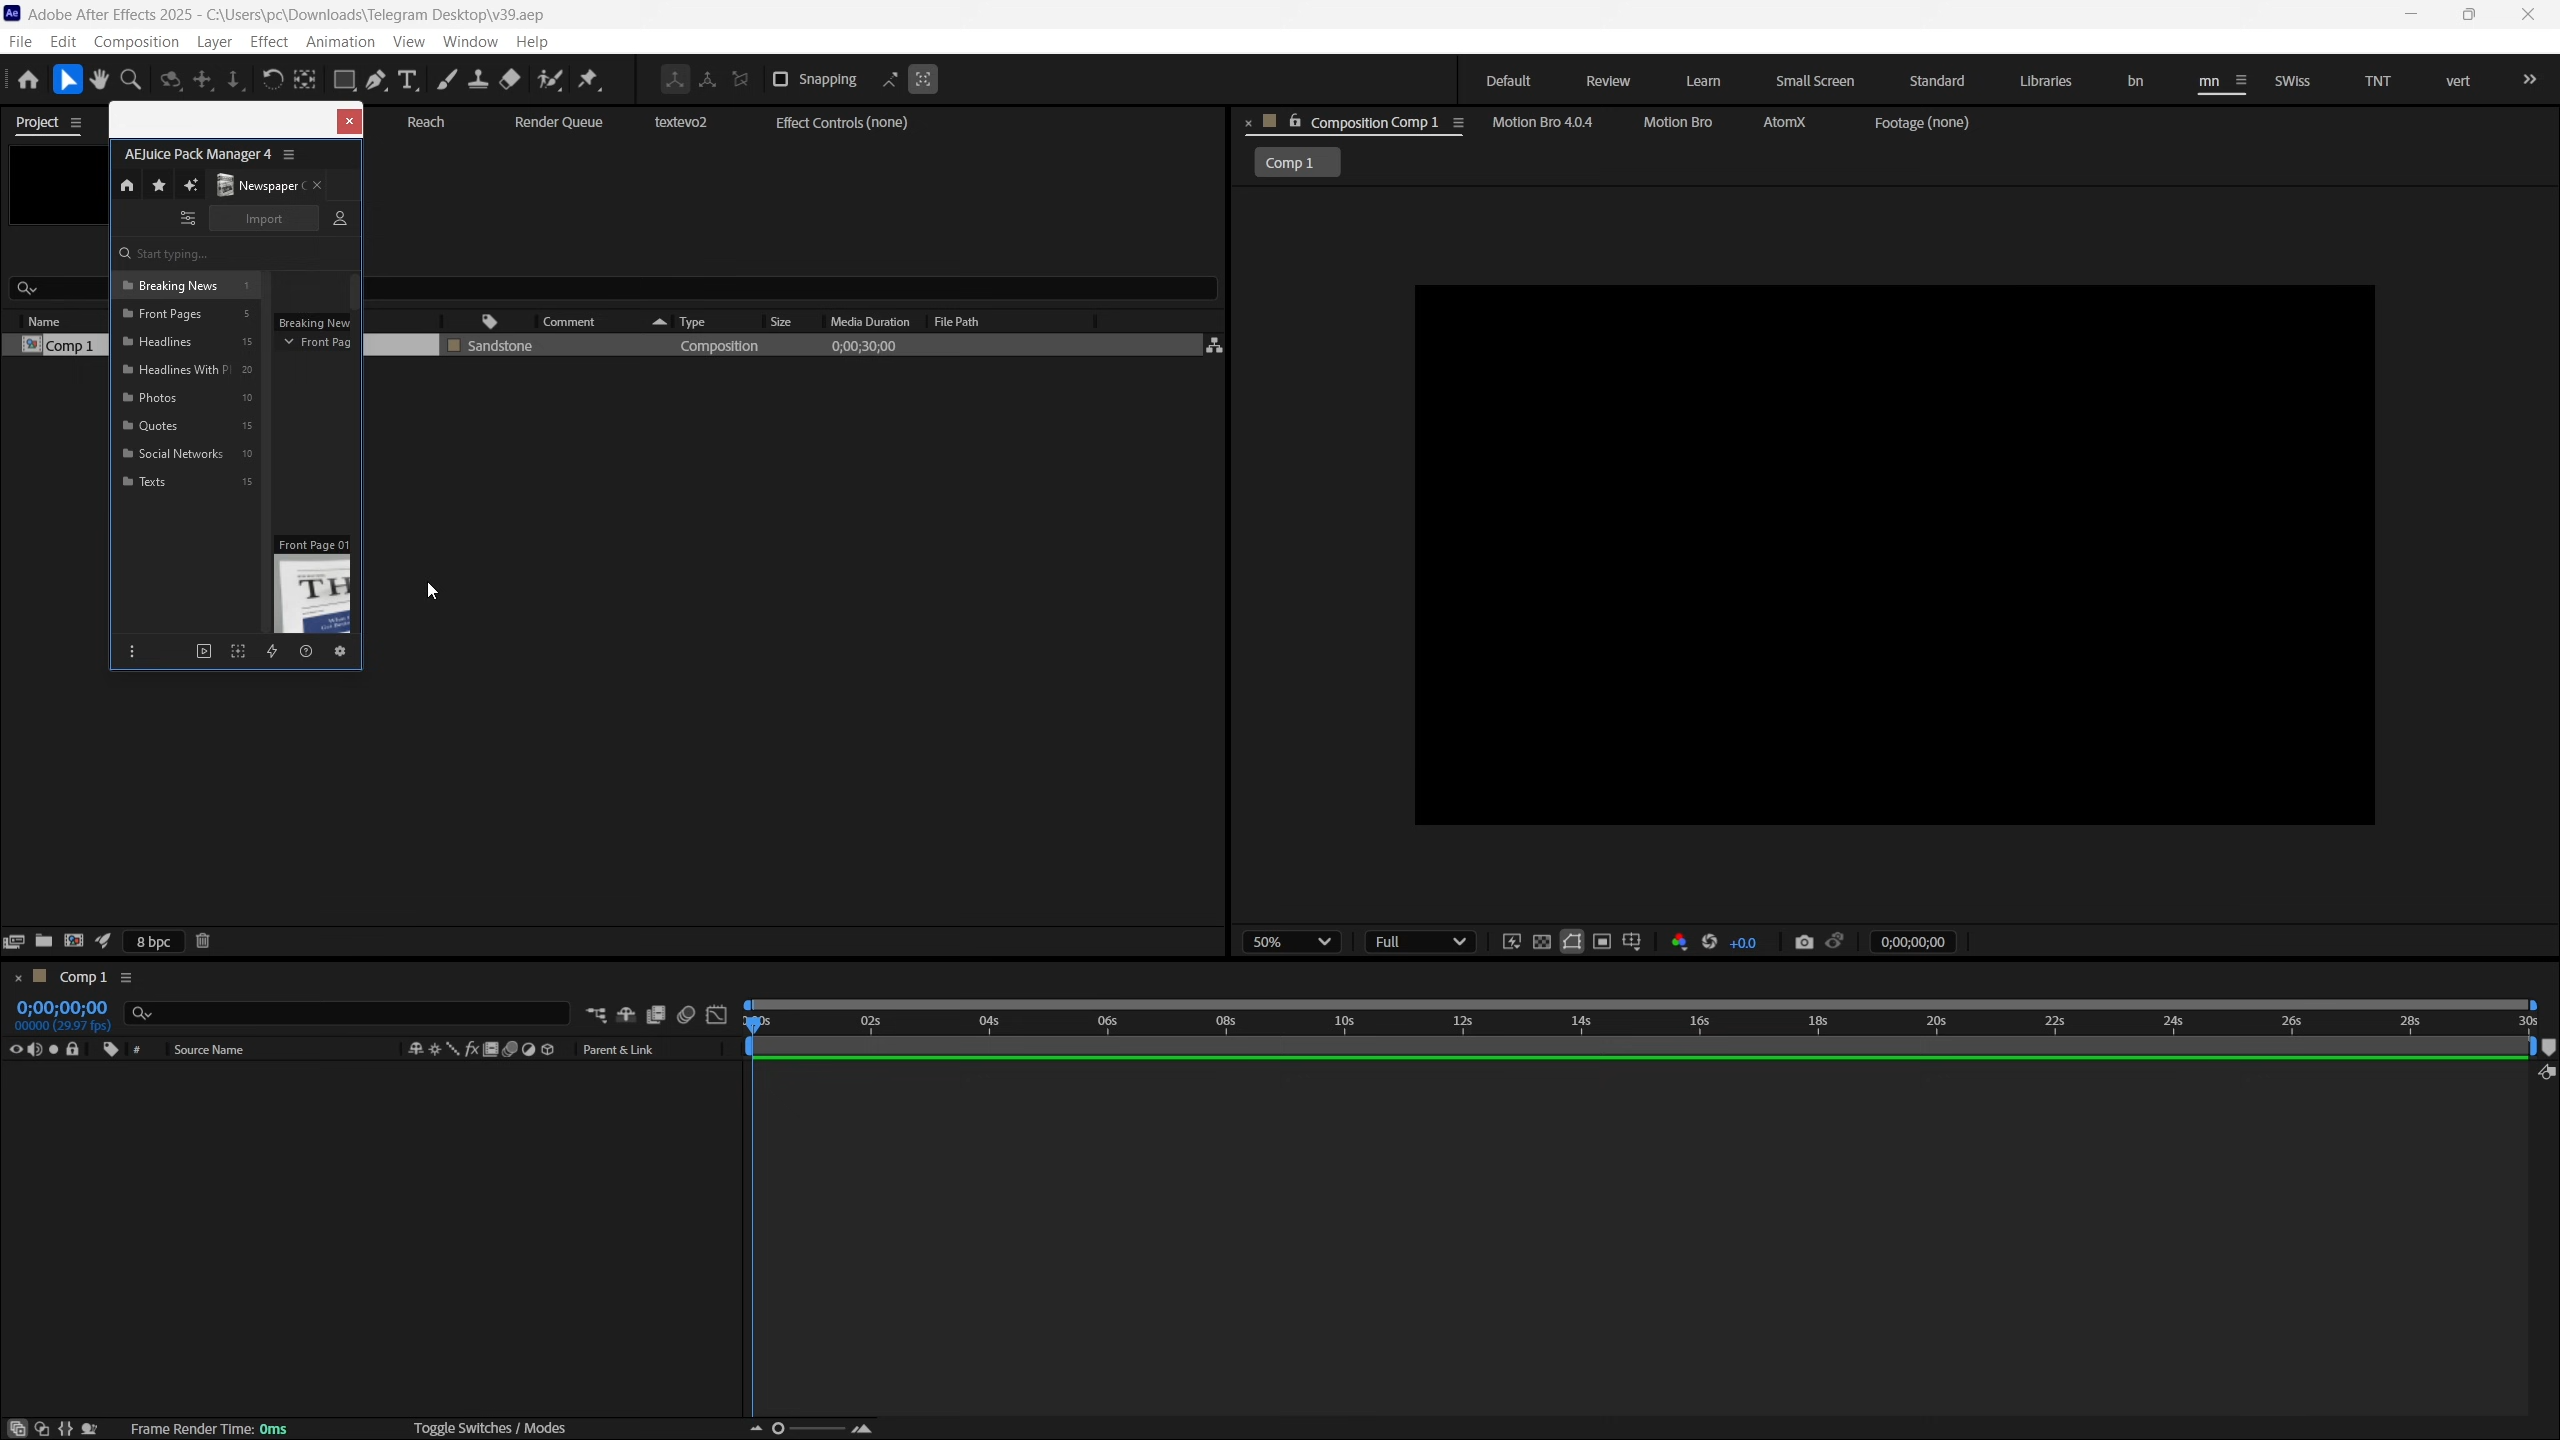 Ae Adobe After Effects 2025 - C:\Users\pc\Downloads\Telegram Desktop\v39.aep
File Edit Composition Layer Effect Animation View Window Help
Snapping Default Review Learn Small Screen Standard Libraries bn mn SWiss TNT vert
Project Reach Render Queue textevo2 Effect Controls (none)
AEJuice Pack Manager 4
Newspaper
Import
Start typing...
Breaking News 1
Front Pages 5
Headlines 15
Headlines With 20
Photos 10
Quotes 15
Social Networks 10
Texts 15
Breaking New
Front Pag
Front Page 01
TH
Name Comment Type Size Media Duration File Path
Comp 1 Sandstone Composition 0;00;30;00
8 bpc
Composition Comp 1 Motion Bro 4.0.4 Motion Bro AtomX Footage (none)
Comp 1
50% Full +0.0 0;00;00;00
Comp 1
0;00;00;00
00000 (29.97 fps)
02s 04s 06s 08s 10s 12s 14s 16s 18s 20s 22s 24s 26s 28s 30s
# Source Name fx Parent & Link
Frame Render Time: 0ms Toggle Switches / Modes